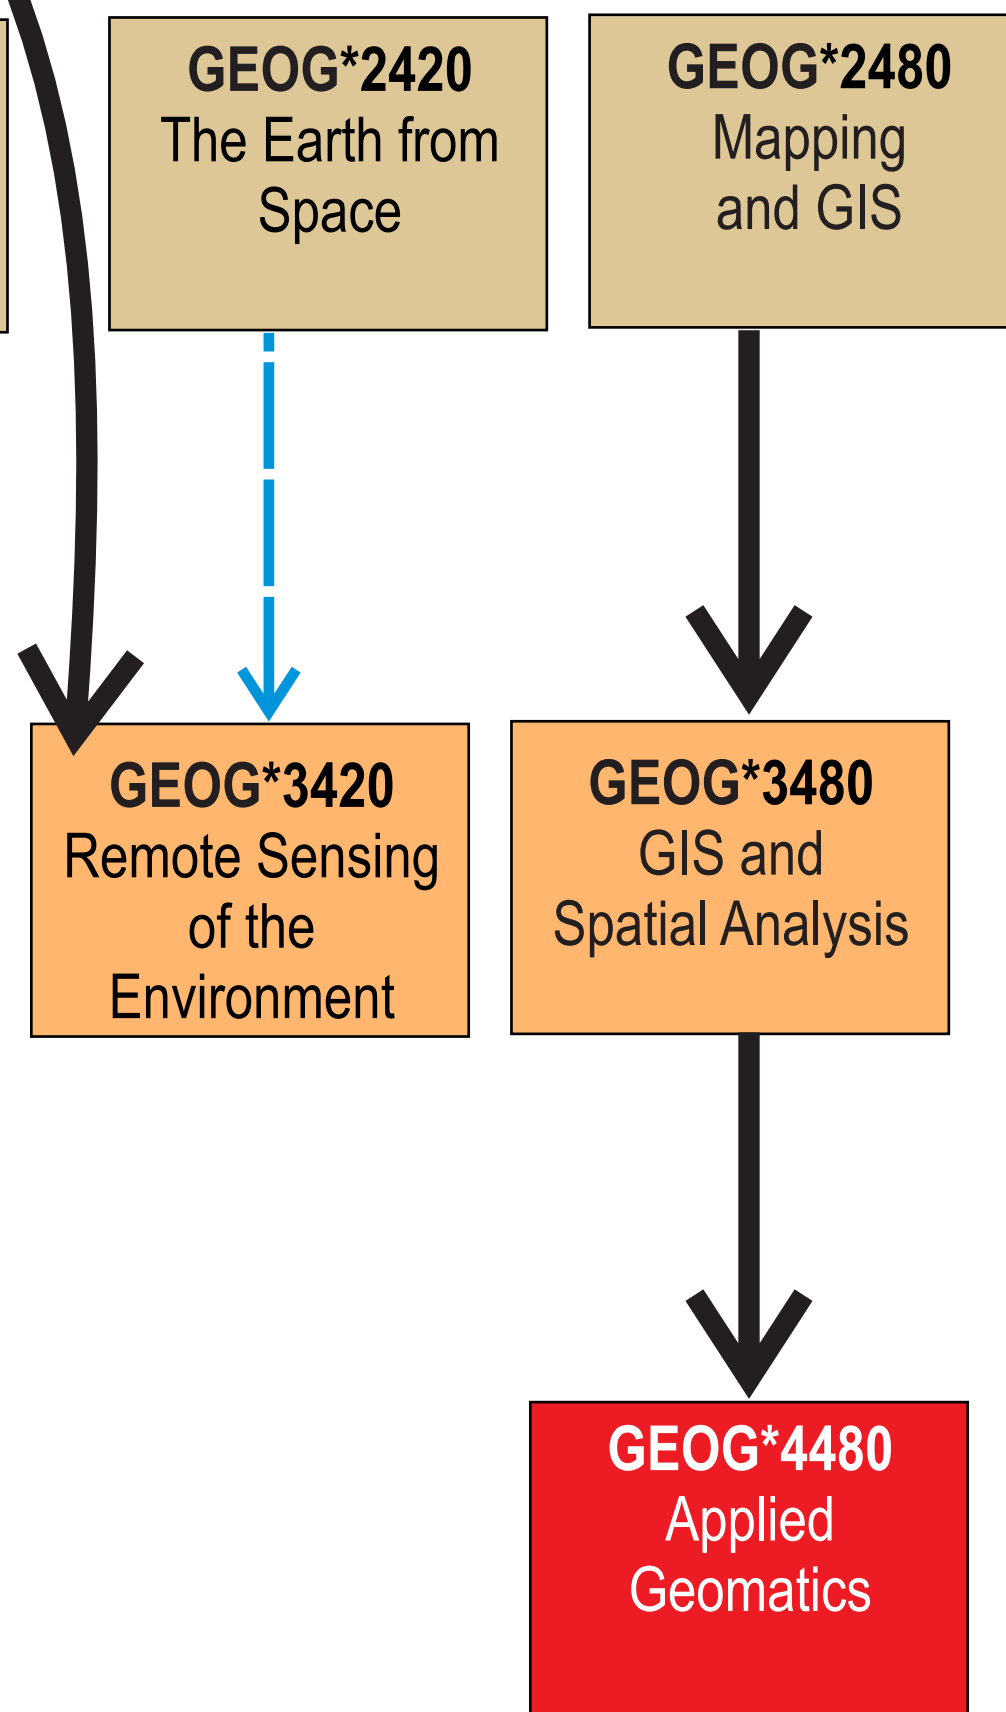 GEOG*2420
The Earth from
Space
GEOG*2480
Mapping
and GIS
GEOG*3420
Remote Sensing
of the
Environment
GEOG*3480
GIS and
Spatial Analysis
GEOG*4480
Applied
Geomatics